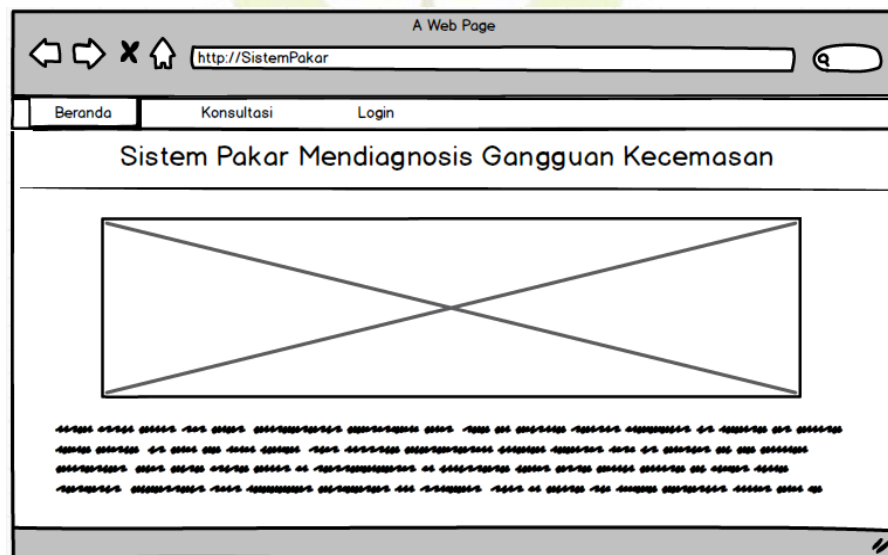 A Web Page
http://SistemPakar
Beranda Konsultasi Login
Sistem Pakar Mendiagnosis Gangguan Kecemasan